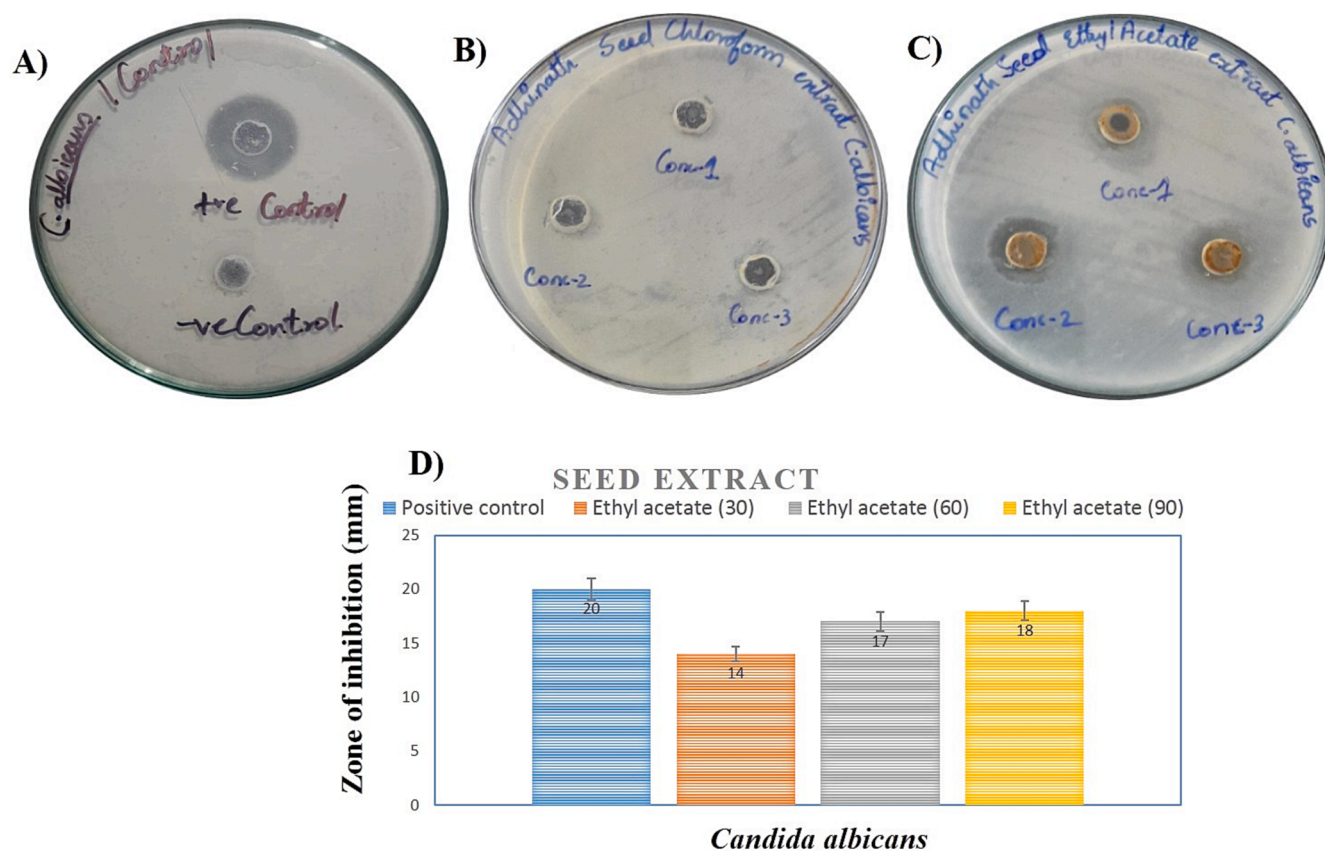 A)
C. albicans / Control
+ve Control
-ve Control
B)
Adhinath Seed Chloroform extract C.albicans
Conc-1
Conc-2
Conc-3
C)
Adhinath Seed Ethyl Acetate extract C.albicans
Conc-1
Conc-2
Conc-3
D)
SEED EXTRACT
Positive control Ethyl acetate (30) Ethyl acetate (60) Ethyl acetate (90)
Zone of inhibition (mm)
25
20
15
10
5
0
20
14
17
18
Candida albicans